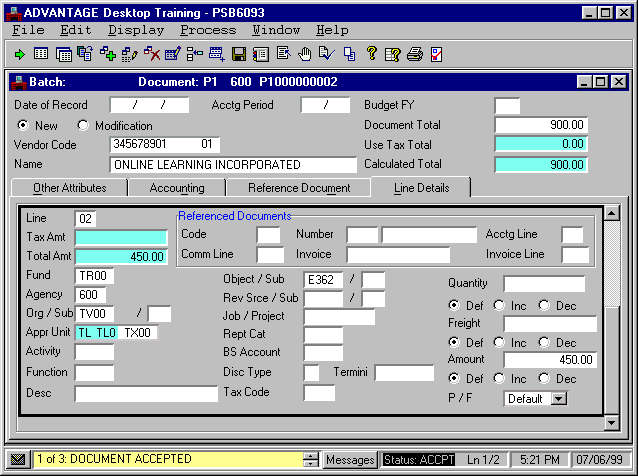 ADVANTAGE Desktop Training - PSB6093
File Edit Display Process Window Help
Batch: Document: P1 600 P1000000002
Date of Record / / Acctg Period / Budget FY
New Modification Document Total 900.00
Vendor Code 345678901 01 Use Tax Total 0.00
Name ONLINE LEARNING INCORPORATED Calculated Total 900.00
Other Attributes Accounting Reference Document Line Details
Line 02 Referenced Documents
Tax Amt Code Number Acctg Line
Total Amt 450.00 Comm Line Invoice Invoice Line
Fund TR00 Object / Sub E362 / Quantity
Agency 600 Rev Srce / Sub / Def Inc Dec
Org / Sub TV00 / Job / Project Freight
Appr Unit TL TL0 TX00 Rept Cat Def Inc Dec
Activity BS Account Amount 450.00
Function Disc Type Termini Def Inc Dec
Desc Tax Code P / F Default
1 of 3: DOCUMENT ACCEPTED Messages Status: ACCPT Ln 1/2 5:21 PM 07/06/99